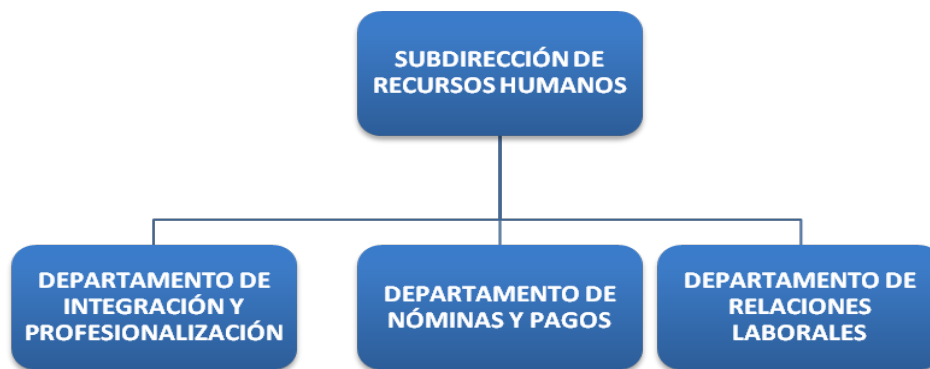 SUBDIRECCIÓN DE
RECURSOS HUMANOS
DEPARTAMENTO DE
INTEGRACIÓN Y
PROFESIONALIZACIÓN
DEPARTAMENTO DE
NÓMINAS Y PAGOS
DEPARTAMENTO DE
RELACIONES
LABORALES